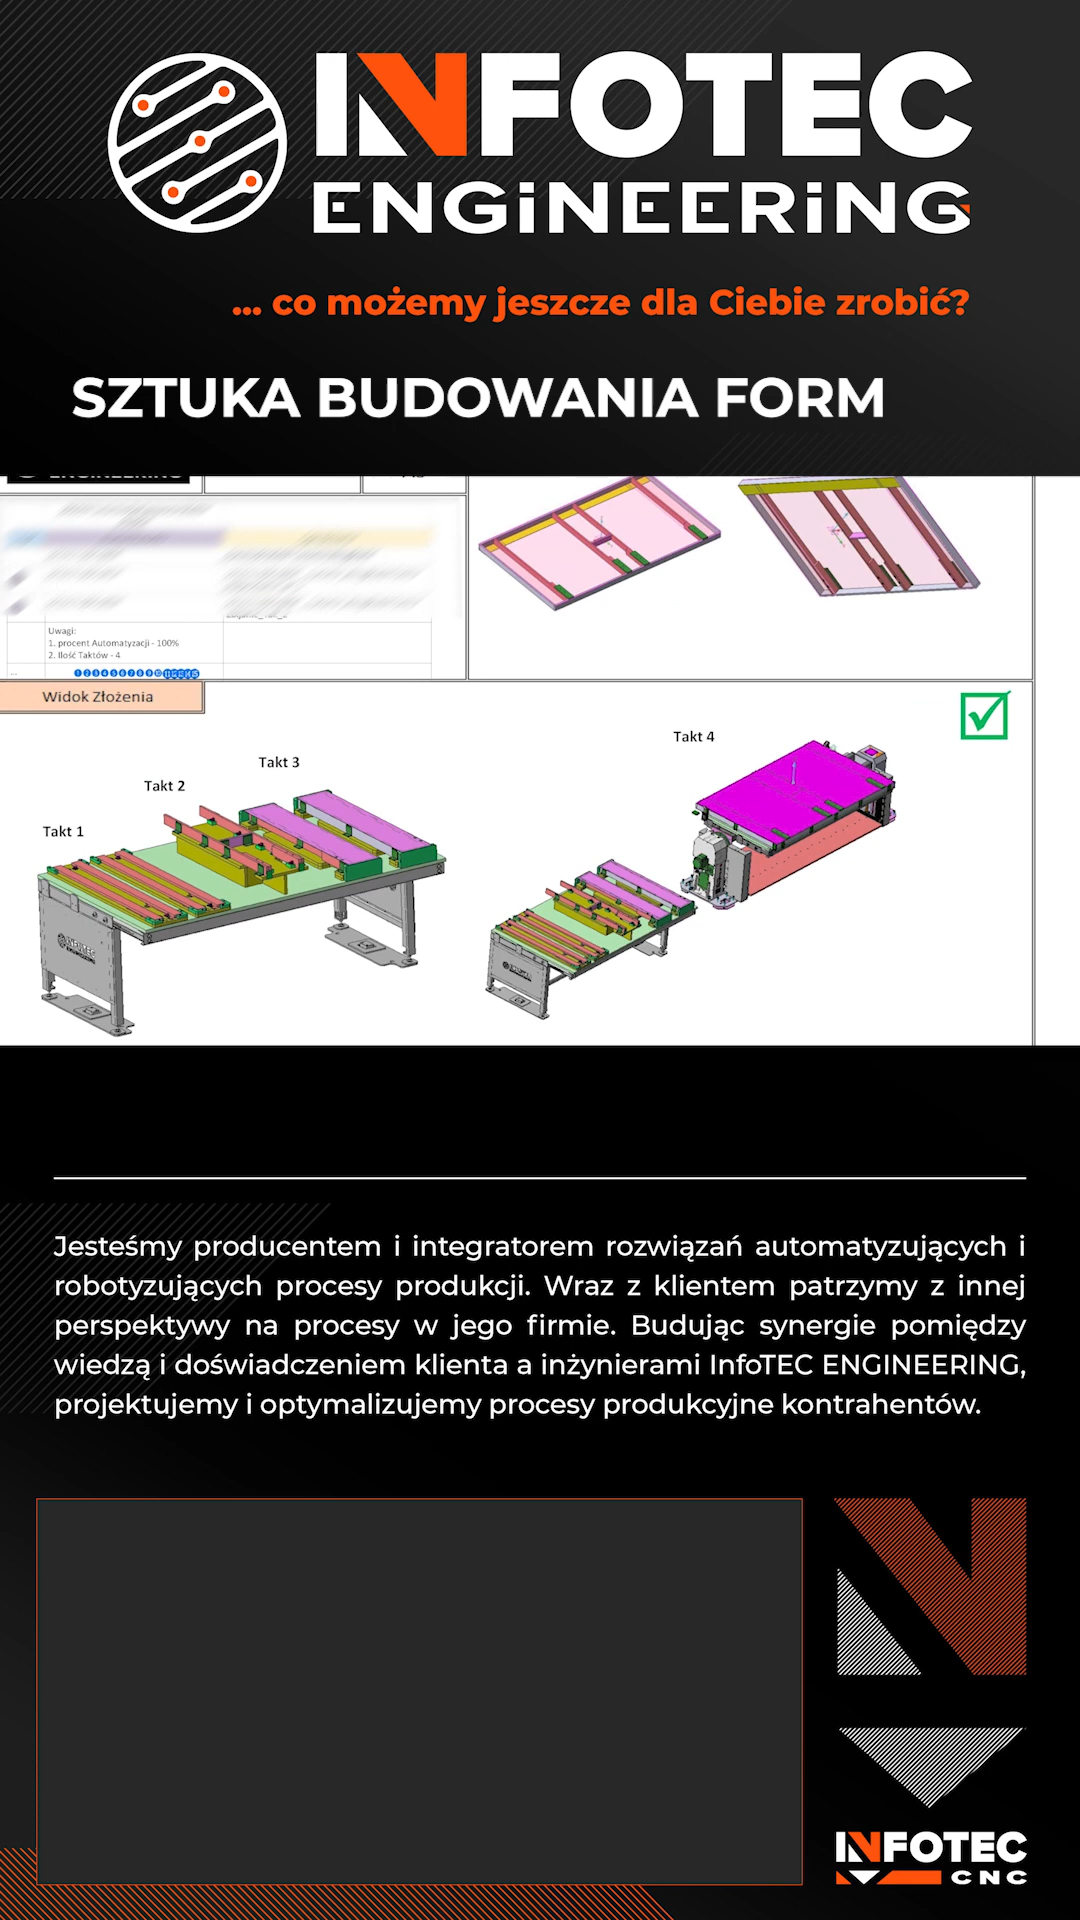 INFOTEC
ENGiNEERiNG
... co możemy jeszcze dla Ciebie zrobić?
SZTUKA BUDOWANIA FORM
Uwagi:
1. procent Automatyzacji - 100%
2. Ilość Taktów - 4
Widok Złożenia
Takt 1
Takt 2
Takt 3
Takt 4
INFOTEC
Jesteśmy producentem i integratorem rozwiązań automatyzujących i
robotyzujących procesy produkcji. Wraz z klientem patrzymy z innej
perspektywy na procesy w jego firmie. Budując synergie pomiędzy
wiedzą i doświadczeniem klienta a inżynierami InfoTEC ENGINEERING,
projektujemy i optymalizujemy procesy produkcyjne kontrahentów.
INFOTEC
CNC